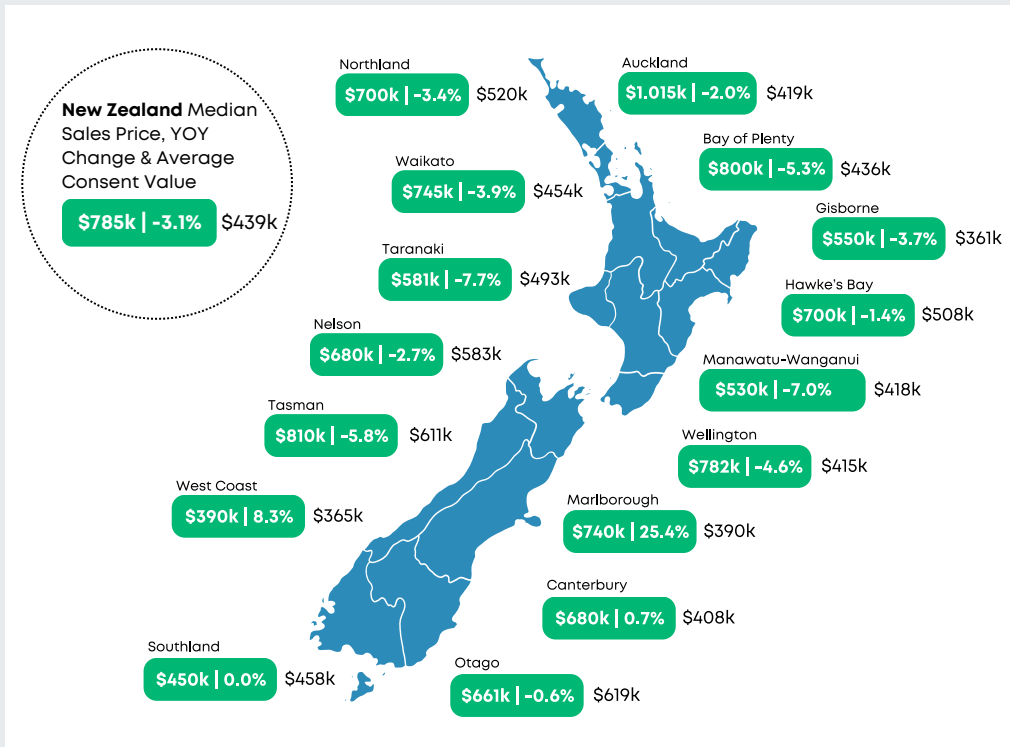 New Zealand Median
Sales Price, YOY
Change & Average
Consent Value
$785k | -3.1% $439k
Northland
$700k | -3.4% $520k
Auckland
$1.015k | -2.0% $419k
Bay of Plenty
$800k | -5.3% $436k
Waikato
$745k | -3.9% $454k
Gisborne
$550k | -3.7% $361k
Taranaki
$581k | -7.7% $493k
Hawke's Bay
$700k | -1.4% $508k
Nelson
$680k | -2.7% $583k
Manawatu-Wanganui
$530k | -7.0% $418k
Tasman
$810k | -5.8% $611k
Wellington
$782k | -4.6% $415k
West Coast
$390k | 8.3% $365k
Marlborough
$740k | 25.4% $390k
Canterbury
$680k | 0.7% $408k
Southland
$450k | 0.0% $458k
Otago
$661k | -0.6% $619k